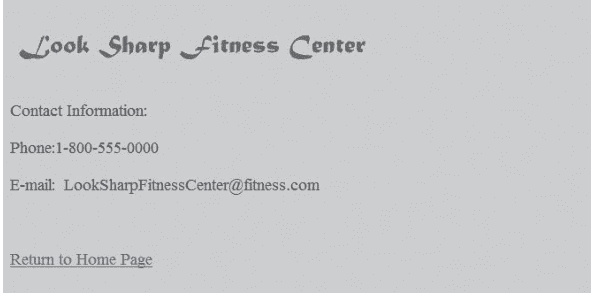 Look Sharp Fitness Center
Contact Information:
Phone:1-800-555-0000
E-mail:  LookSharpFitnessCenter@fitness.com
Return to Home Page